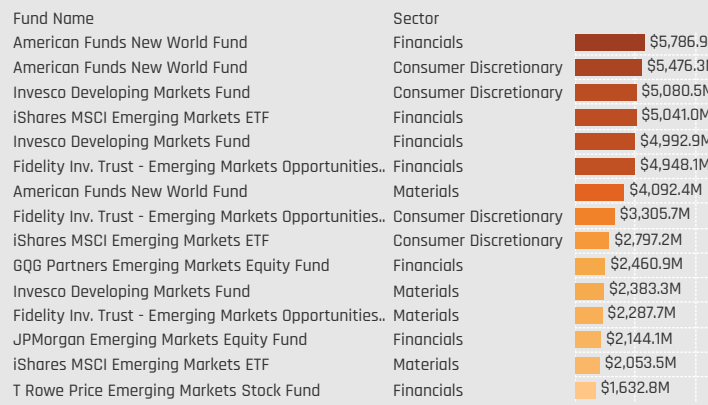 Fund Name Sector
American Funds New World Fund Financials $5,786.9
American Funds New World Fund Consumer Discretionary $5,476.3M
Invesco Developing Markets Fund Consumer Discretionary $5,080.5M
iShares MSCI Emerging Markets ETF Financials $5,041.0M
Invesco Developing Markets Fund Financials $4,992.9M
Fidelity Inv. Trust - Emerging Markets Opportunities.. Financials $4,948.1M
American Funds New World Fund Materials $4,092.4M
Fidelity Inv. Trust - Emerging Markets Opportunities.. Consumer Discretionary $3,305.7M
iShares MSCI Emerging Markets ETF Consumer Discretionary $2,797.2M
GQG Partners Emerging Markets Equity Fund Financials $2,460.9M
Invesco Developing Markets Fund Materials $2,383.3M
Fidelity Inv. Trust - Emerging Markets Opportunities.. Materials $2,287.7M
JPMorgan Emerging Markets Equity Fund Financials $2,144.1M
iShares MSCI Emerging Markets ETF Materials $2,053.5M
T Rowe Price Emerging Markets Stock Fund Financials $1,632.8M